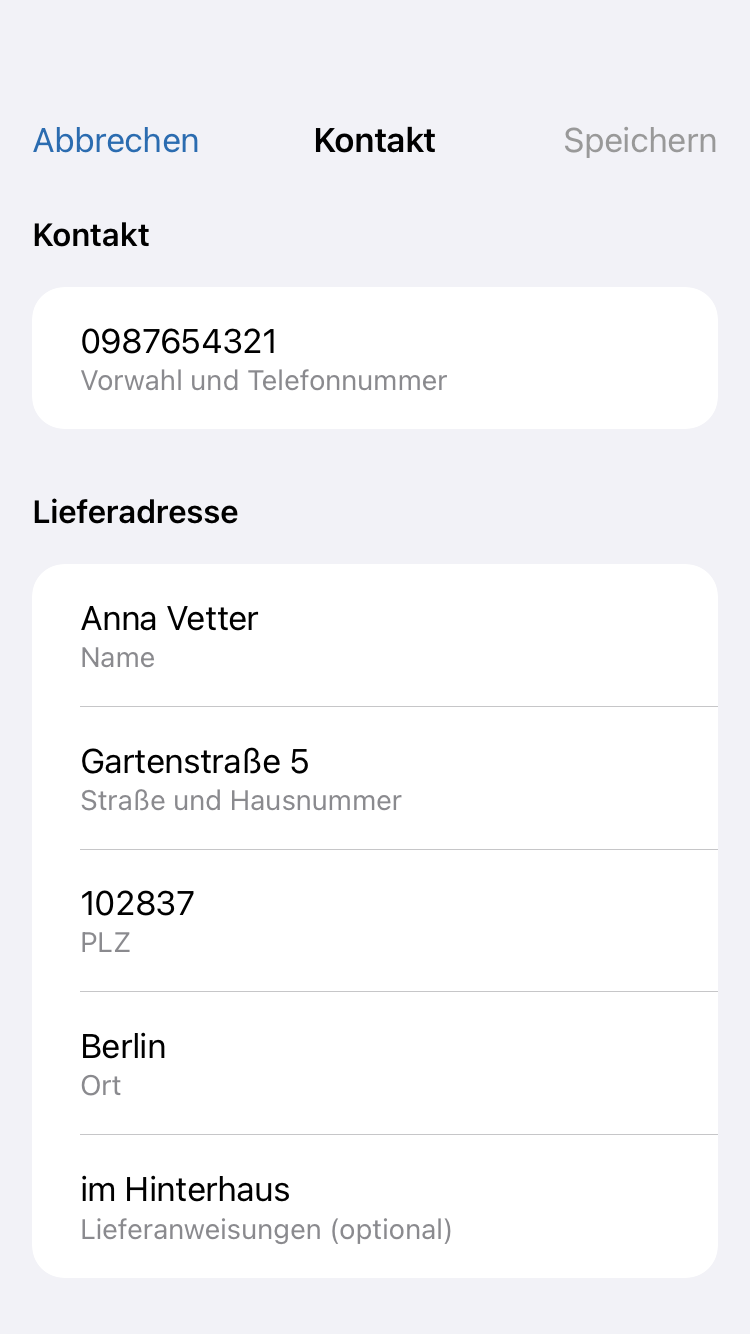 Abbrechen Kontakt Speichern
Kontakt
0987654321
Vorwahl und Telefonnummer
Lieferadresse
Anna Vetter
Name
Gartenstraße 5
Straße und Hausnummer
102837
PLZ
Berlin
Ort
im Hinterhaus
Lieferanweisungen (optional)